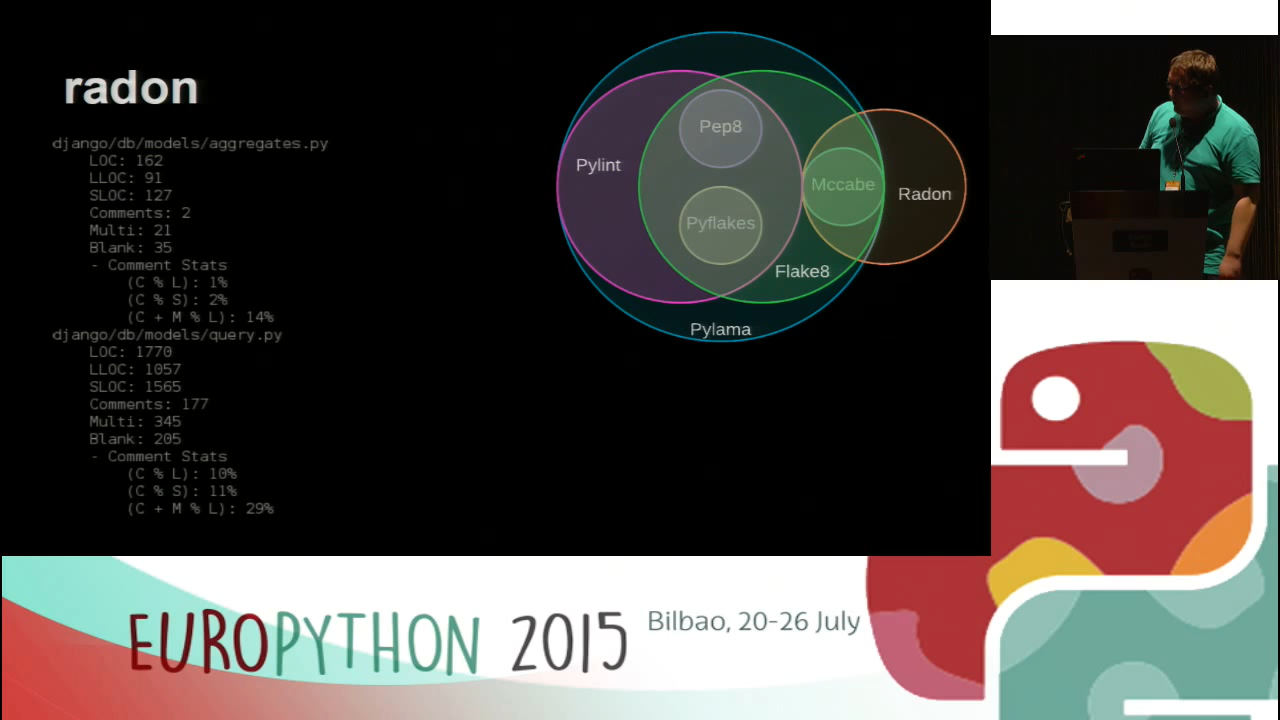 radon
django/db/models/aggregates.py
LOC: 162
LLOC: 91
SLOC: 127
Comments: 2
Multi: 21
Blank: 35
- Comment Stats
(C % L): 1%
(C % S): 2%
(C + M % L): 14%
django/db/models/query.py
LOC: 1770
LLOC: 1057
SLOC: 1565
Comments: 177
Multi: 345
Blank: 205
- Comment Stats
(C % L): 10%
(C % S): 11%
(C + M % L): 29%
Pep8
Pylint
Mccabe
Radon
Pyflakes
Flake8
Pylama
EUROPYTHON 2015
Bilbao, 20-26 July